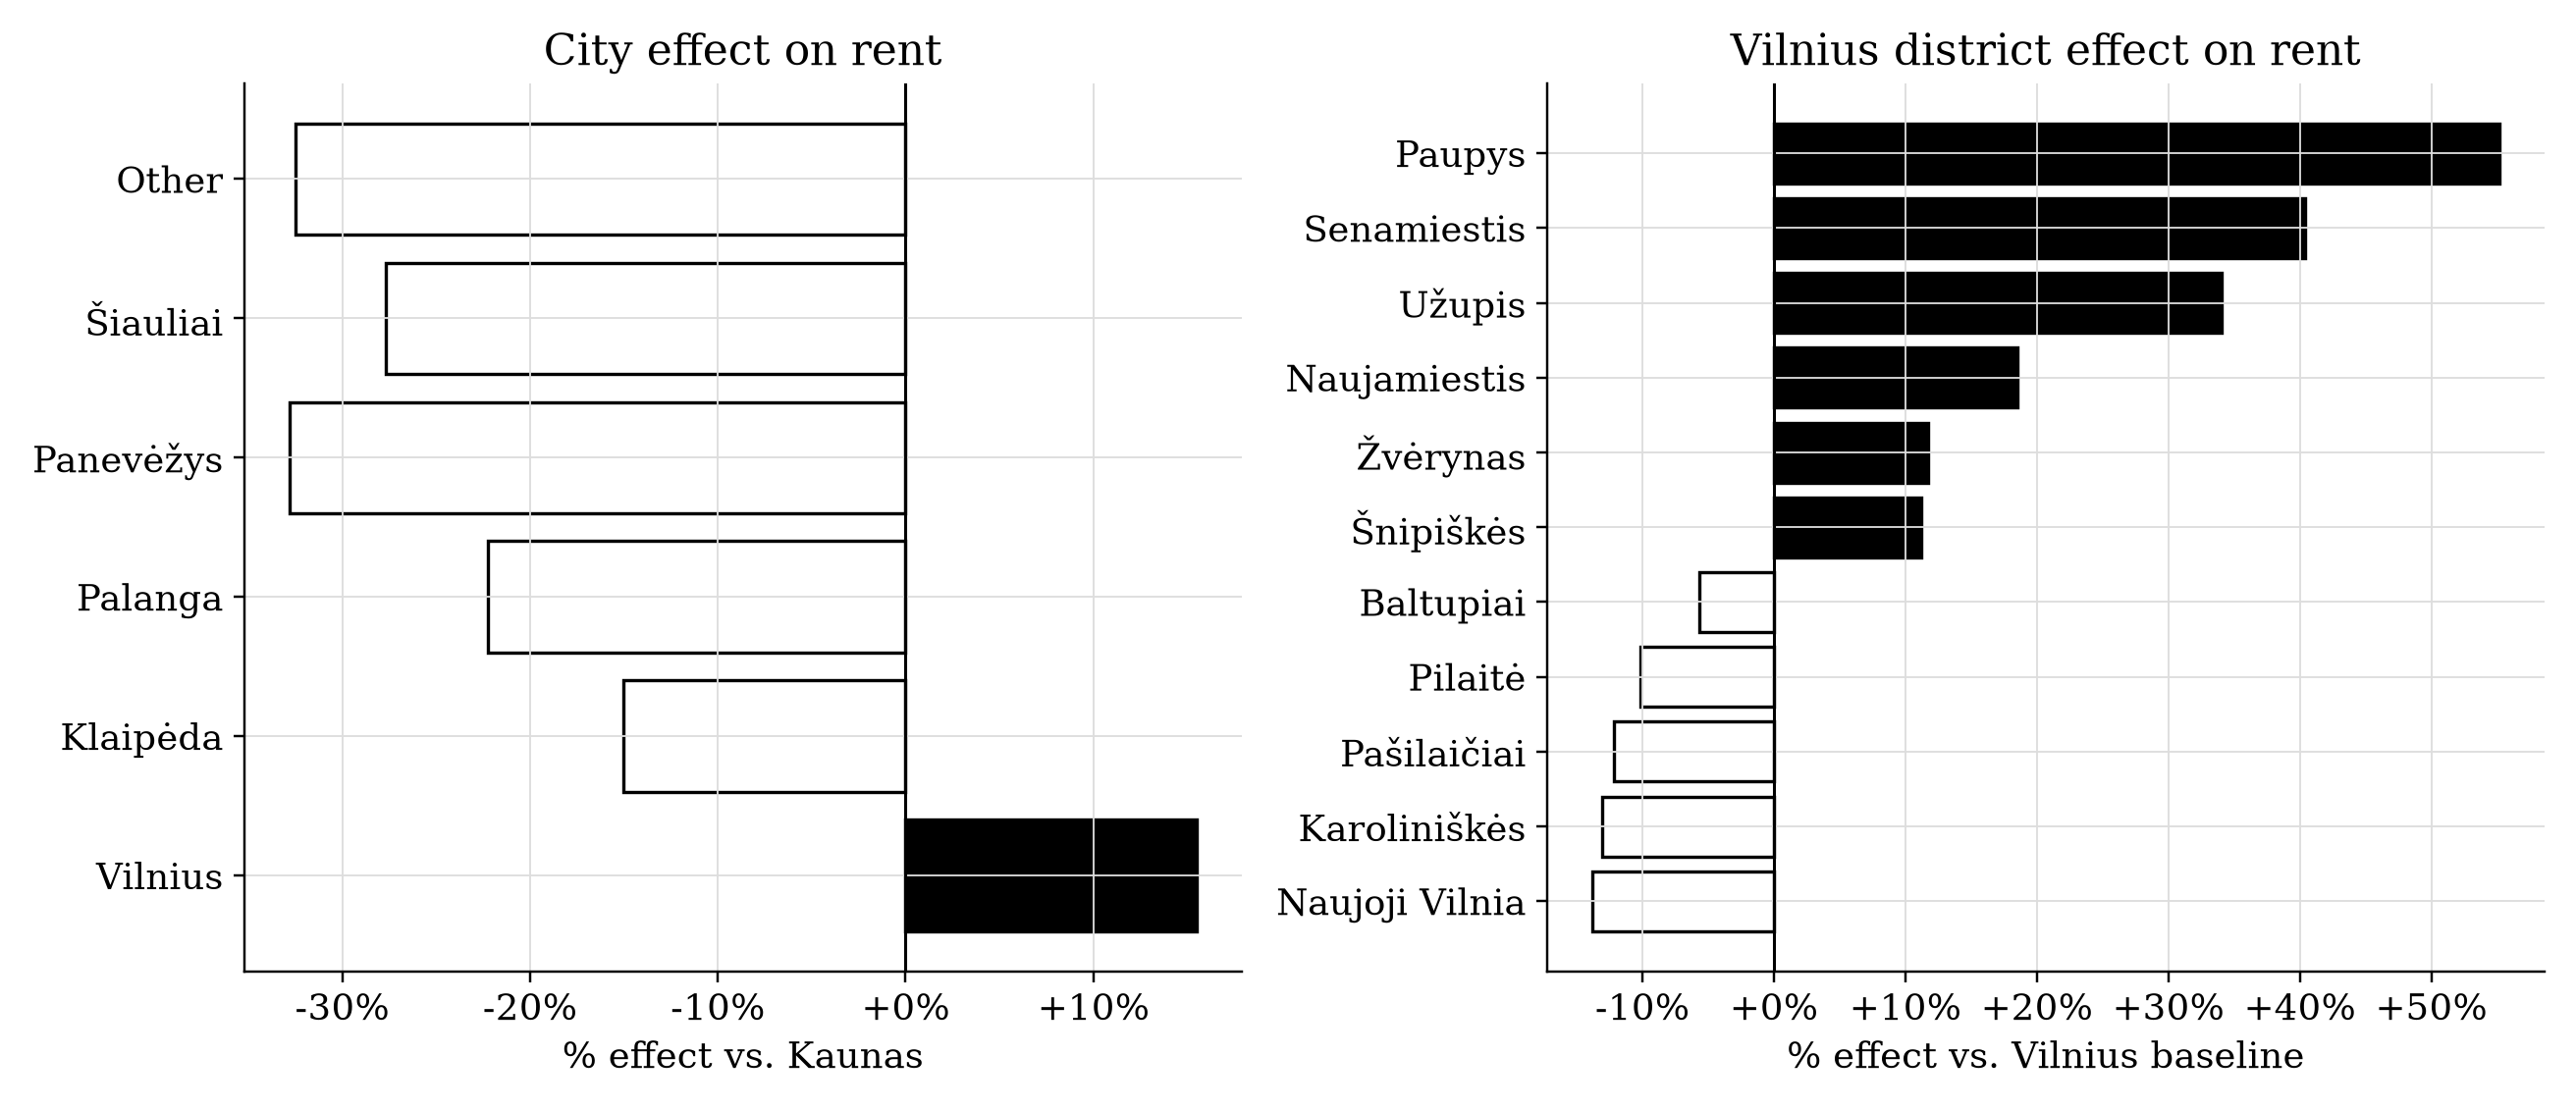 City effect on rent
Other
Šiauliai
Panevėžys
Palanga
Klaipėda
Vilnius
-30% -20% -10% +0% +10%
% effect vs. Kaunas
Vilnius district effect on rent
Paupys
Senamiestis
Užupis
Naujamiestis
Žvėrynas
Šnipiškės
Baltupiai
Pilaitė
Pašilaičiai
Karoliniškės
Naujoji Vilnia
-10% +0% +10% +20% +30% +40% +50%
% effect vs. Vilnius baseline